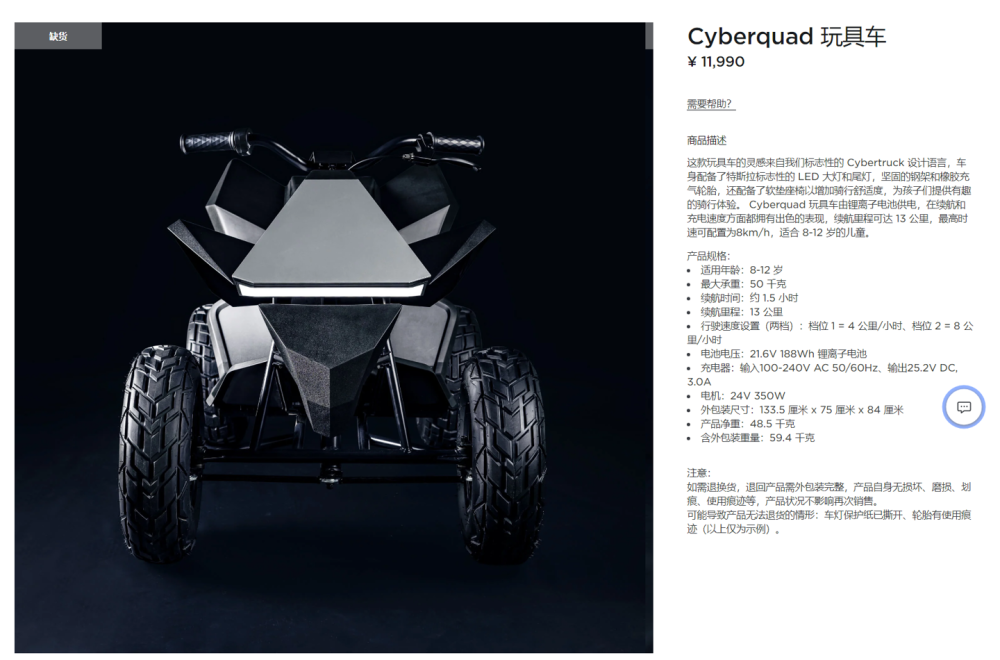 缺货
Cyberquad 玩具车
¥ 11,990
需要帮助？
商品描述
这款玩具车的灵感来自我们标志性的 Cybertruck 设计语言，车
身配备了特斯拉标志性的 LED 大灯和尾灯，坚固的钢架和橡胶充
气轮胎，还配备了软垫座椅以增加骑行舒适度，为孩子们提供有趣
的骑行体验。 Cyberquad 玩具车由锂离子电池供电，在续航和
充电速度方面都拥有出色的表现，续航里程可达 13 公里，最高时
速可配置为8km/h，适合 8-12 岁的儿童。
产品规格：
• 适用年龄：8-12 岁
• 最大承重：50 千克
• 续航时间：约 1.5 小时
• 续航里程：13 公里
• 行驶速度设置（两档）：档位 1 = 4 公里/小时、档位 2 = 8 公
里/小时
• 电池电压：21.6V 188Wh 锂离子电池
• 充电器：输入100-240V AC 50/60Hz、输出25.2V DC,
3.0A
• 电机：24V 350W
• 外包装尺寸：133.5 厘米 x 75 厘米 x 84 厘米
• 产品净重：48.5 千克
• 含外包装重量：59.4 千克
注意：
如需退换货，退回产品需外包装完整，产品自身无损坏、磨损、划
痕、使用痕迹等，产品状况不影响再次销售。
可能导致产品无法退货的情形：车灯保护纸已撕开、轮胎有使用痕
迹（以上仅为示例）。